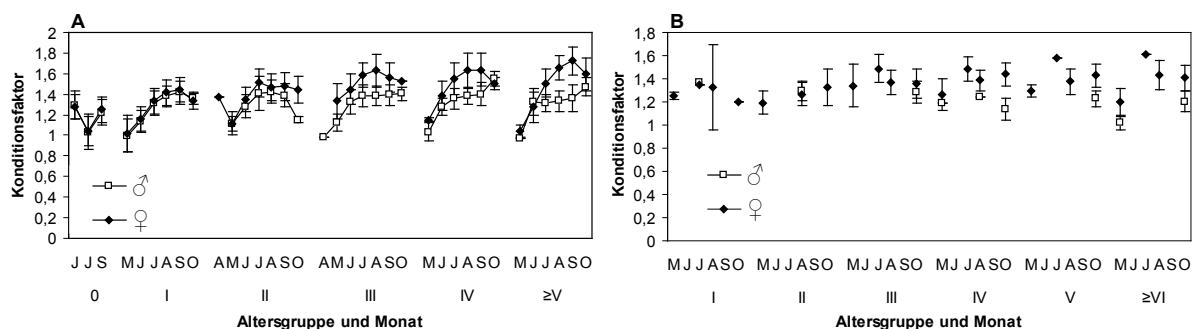 A
Konditionsfaktor
2
1,8
1,6
1,4
1,2
1
0,8
0,6
0,4
0,2
0
♂
♀
J J S M J J A S O A M J J A S O A M J J A S O M J J A S O M J J A S O
0 I II III IV ≥V
Altersgruppe und Monat
B
Konditionsfaktor
1,8
1,6
1,4
1,2
1
0,8
0,6
0,4
0,2
0
♂
♀
M J J A S O M J J A S O M J J A S O M J J A S O M J J A S O M J J A S O
I II III IV V ≥VI
Altersgruppe und Monat